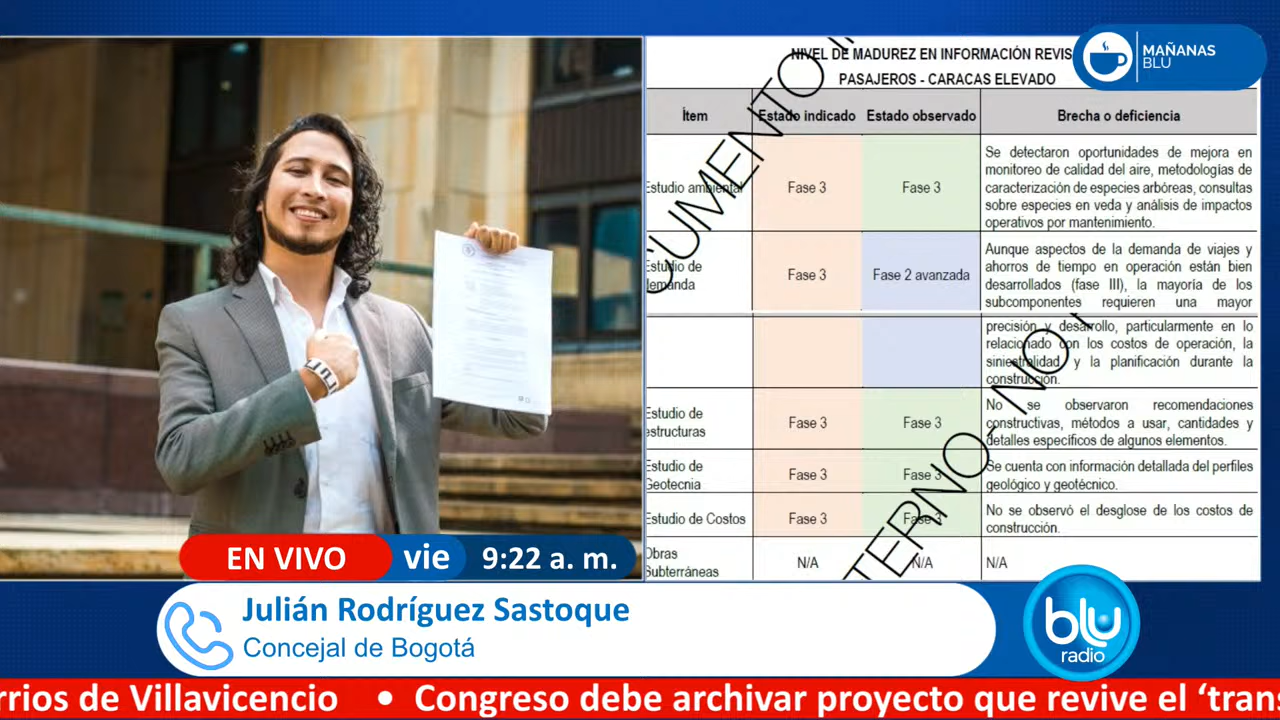 NIVEL DE MADUREZ EN INFORMACIÓN
PASAJEROS - CARACAS ELEVADO
MAÑANAS
BLU
Ítem Estado indicado Estado observado Brecha o deficiencia
Estudio ambiental Fase 3 Fase 3
Se detectaron oportunidades de mejora en
monitoreo de calidad del aire, metodologías de
caracterización de especies arbóreas, consultas
sobre especies en veda y análisis de impactos
operativos por mantenimiento.
Estudio de
demanda
Fase 3 Fase 2 avanzada
Aunque aspectos de la demanda de viajes y
ahorros de tiempo en operación están bien
desarrollados (fase III), la mayoría de los
subcomponentes requieren una mayor
precisión y desarrollo, particularmente en lo
relacionado con los costos de operación, la
siniestralidad y la planificación durante la
construcción.
Estudio de
estructuras
Fase 3 Fase 3
No se observaron recomendaciones
constructivas, métodos a usar, cantidades y
detalles específicos de algunos elementos.
Estudio de
Geotecnia
Fase 3 Fase 3
Se cuenta con información detallada del perfiles
geológico y geotécnico.
Estudio de Costos Fase 3 Fase 3
No se observó el desglose de los costos de
construcción.
Obras
Subterráneas
N/A N/A N/A
CUMENTO
TERNO. NO
EN VIVO vie 9:22 a. m.
Julián Rodríguez Sastoque
Concejal de Bogotá
blu
radio
rrios de Villavicencio • Congreso debe archivar proyecto que revive el ‘trans